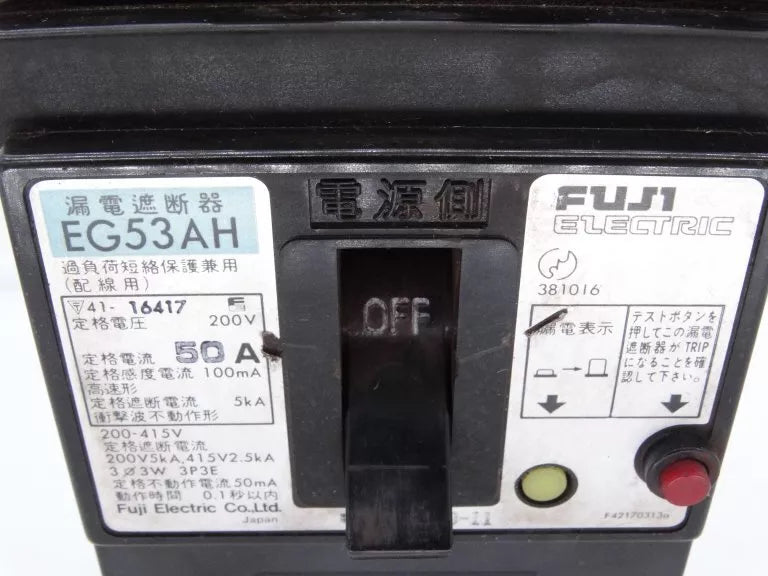 電源側
漏電遮断器
EG53AH
過負荷短絡保護兼用
(配線用)
41-16417
定格電圧 200V
定格電流 50A
定格感度電流 100mA
高速形
定格遮断電流 5kA
衝撃波不動作形
200-415V
定格遮断電流
200V5kA,415V2.5kA
3ø3W 3P3E
定格不動作電流50mA
動作時間 0.1秒以内
Fuji Electric Co.,Ltd.
Japan
OFF
FUJI
ELECTRIC
381016
漏電表示
テストボタンを
押してこの漏電
遮断器がTRIP
になることを確
認して下さい。
F42170313a